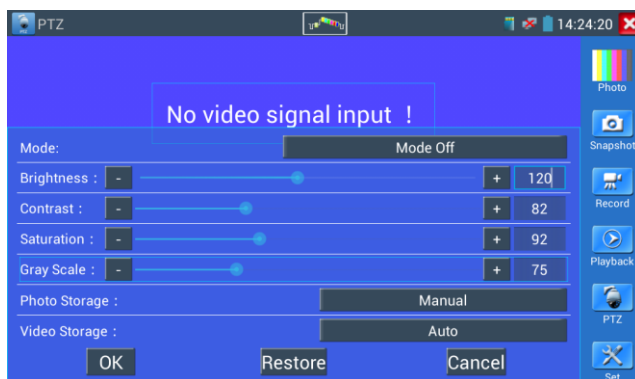 PTZ
14:24:20
No video signal input !
Mode: Mode Off
Brightness : - + 120
Contrast : - + 82
Saturation : - + 92
Gray Scale : - + 75
Photo Storage : Manual
Video Storage : Auto
OK Restore Cancel
Photo
Snapshot
Record
Playback
PTZ
Set